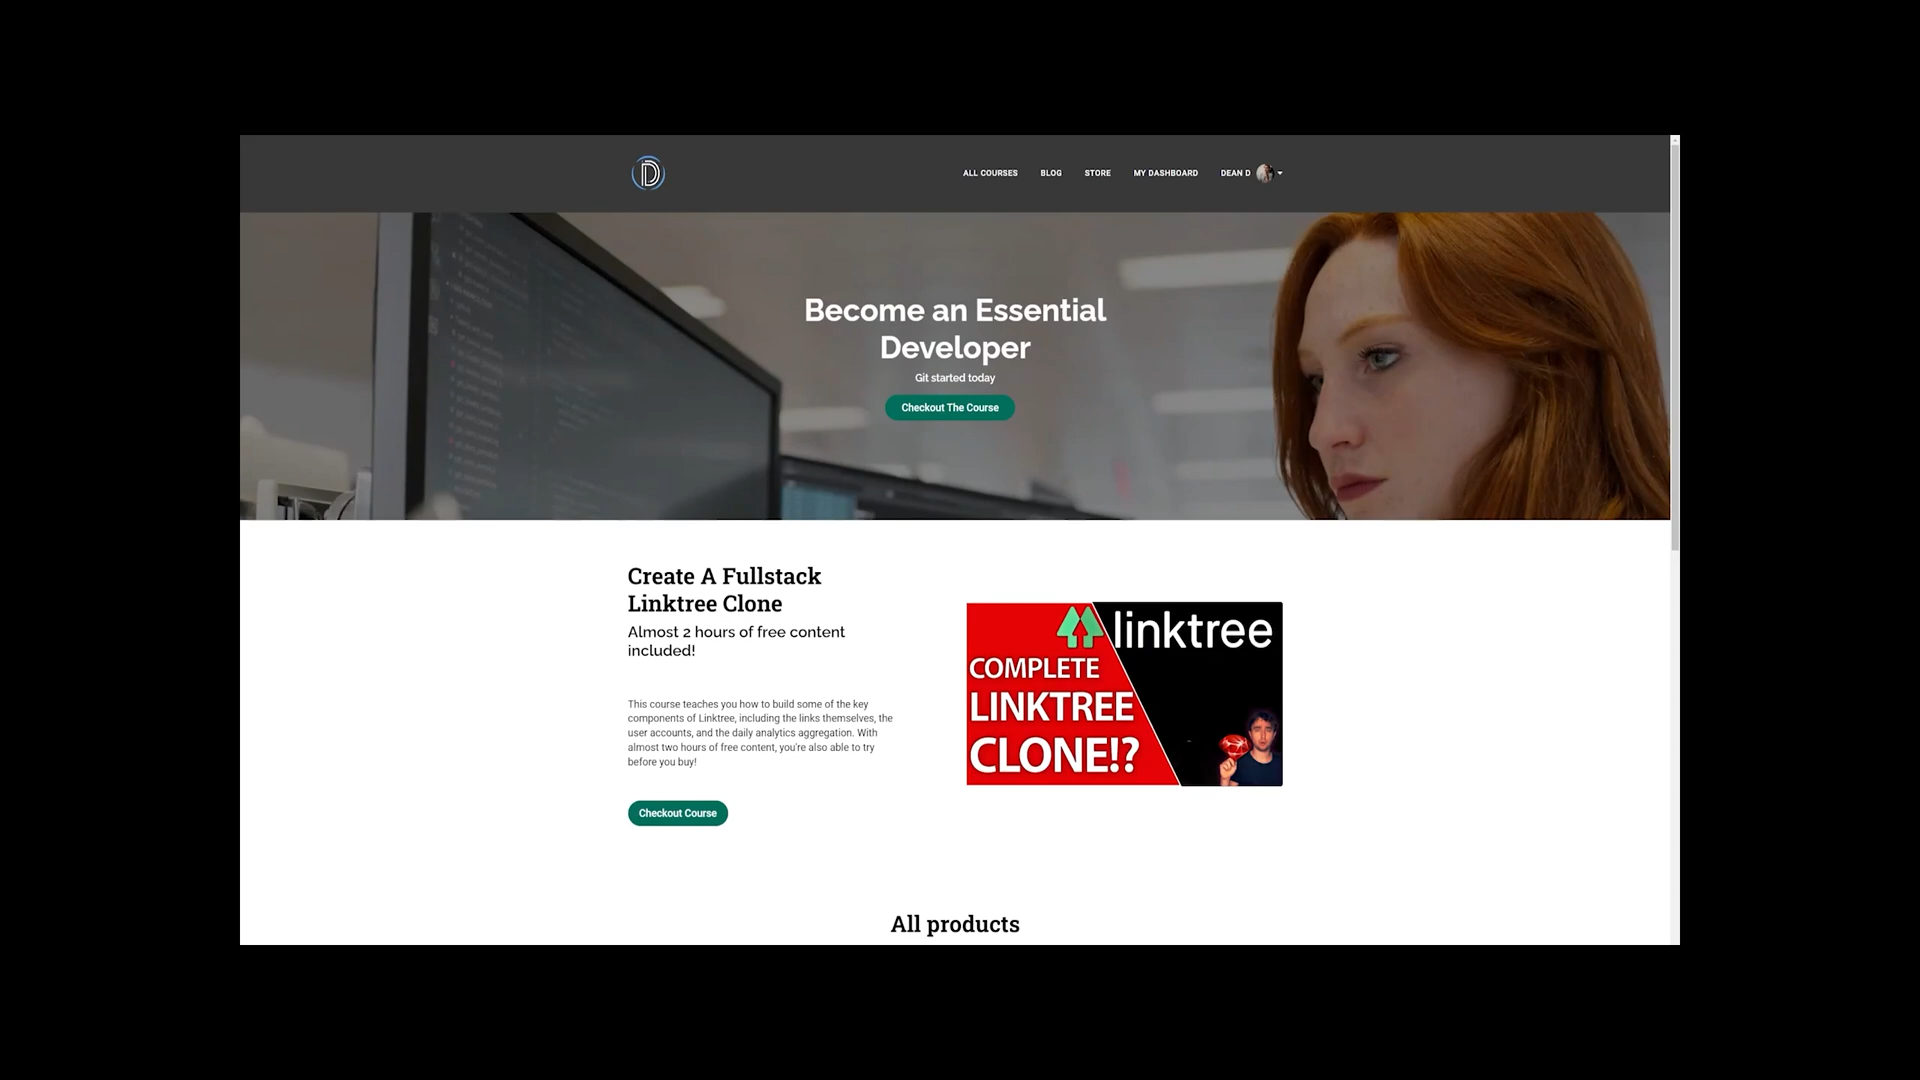 ALL COURSES BLOG STORE MY DASHBOARD DEAN D
Become an Essential
Developer
Git started today
Checkout The Course
Create A Fullstack
Linktree Clone
Almost 2 hours of free content
included!
This course teaches you how to build some of the key
components of Linktree, including the links themselves, the
user accounts, and the daily analytics aggregation. With
almost two hours of free content, you're also able to try
before you buy!
Checkout Course
linktree
COMPLETE
LINKTREE
CLONE!?
All products